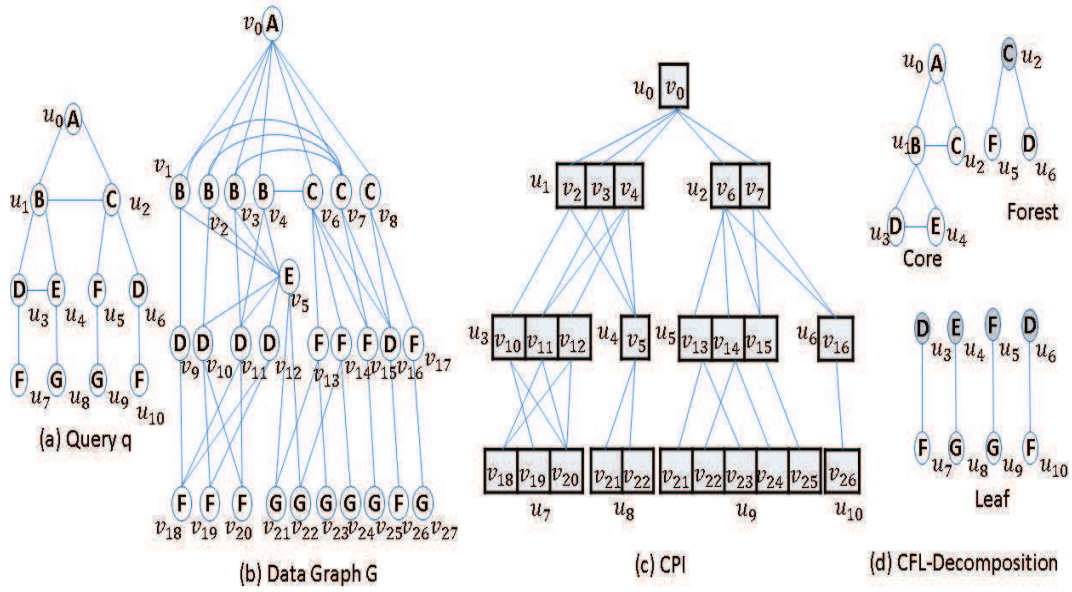 u0 A
u1 B C u2
D E F D
u3 u4 u5 u6
F G G F
u7 u8 u9 u10
(a) Query q
v0 A
v1
B B B B C C C
v2 v3 v4 v6 v7 v8
E
v5
D D D D F F F D F
v9 v10 v11 v12 v13 v14 v15 v16 v17
F F F G G G G G F G
v18 v19 v20 v21 v22 v23 v24 v25 v26 v27
(b) Data Graph G
u0 v0
u1 v2 v3 v4 u2 v6 v7
u3 v10 v11 v12 u4 v5 u5 v13 v14 v15 u6 v16
v18 v19 v20 v21 v22 v21 v22 v23 v24 v25 v26
u7 u8 u9 u10
(c) CPI
u0 A
u1 B C u2
u3 D E u4
Core
C u2
F D
u5 u6
Forest
D E F D
u3 u4 u5 u6
F G G F
u7 u8 u9 u10
Leaf
(d) CFL-Decomposition